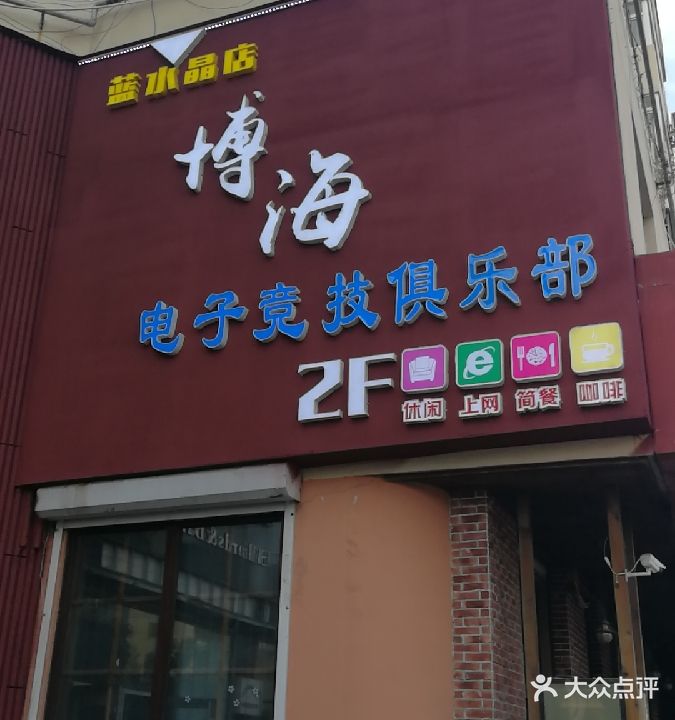 蓝水晶店
博海
电子竞技俱乐部
2F
休闲 上网 简餐 咖啡
大众点评